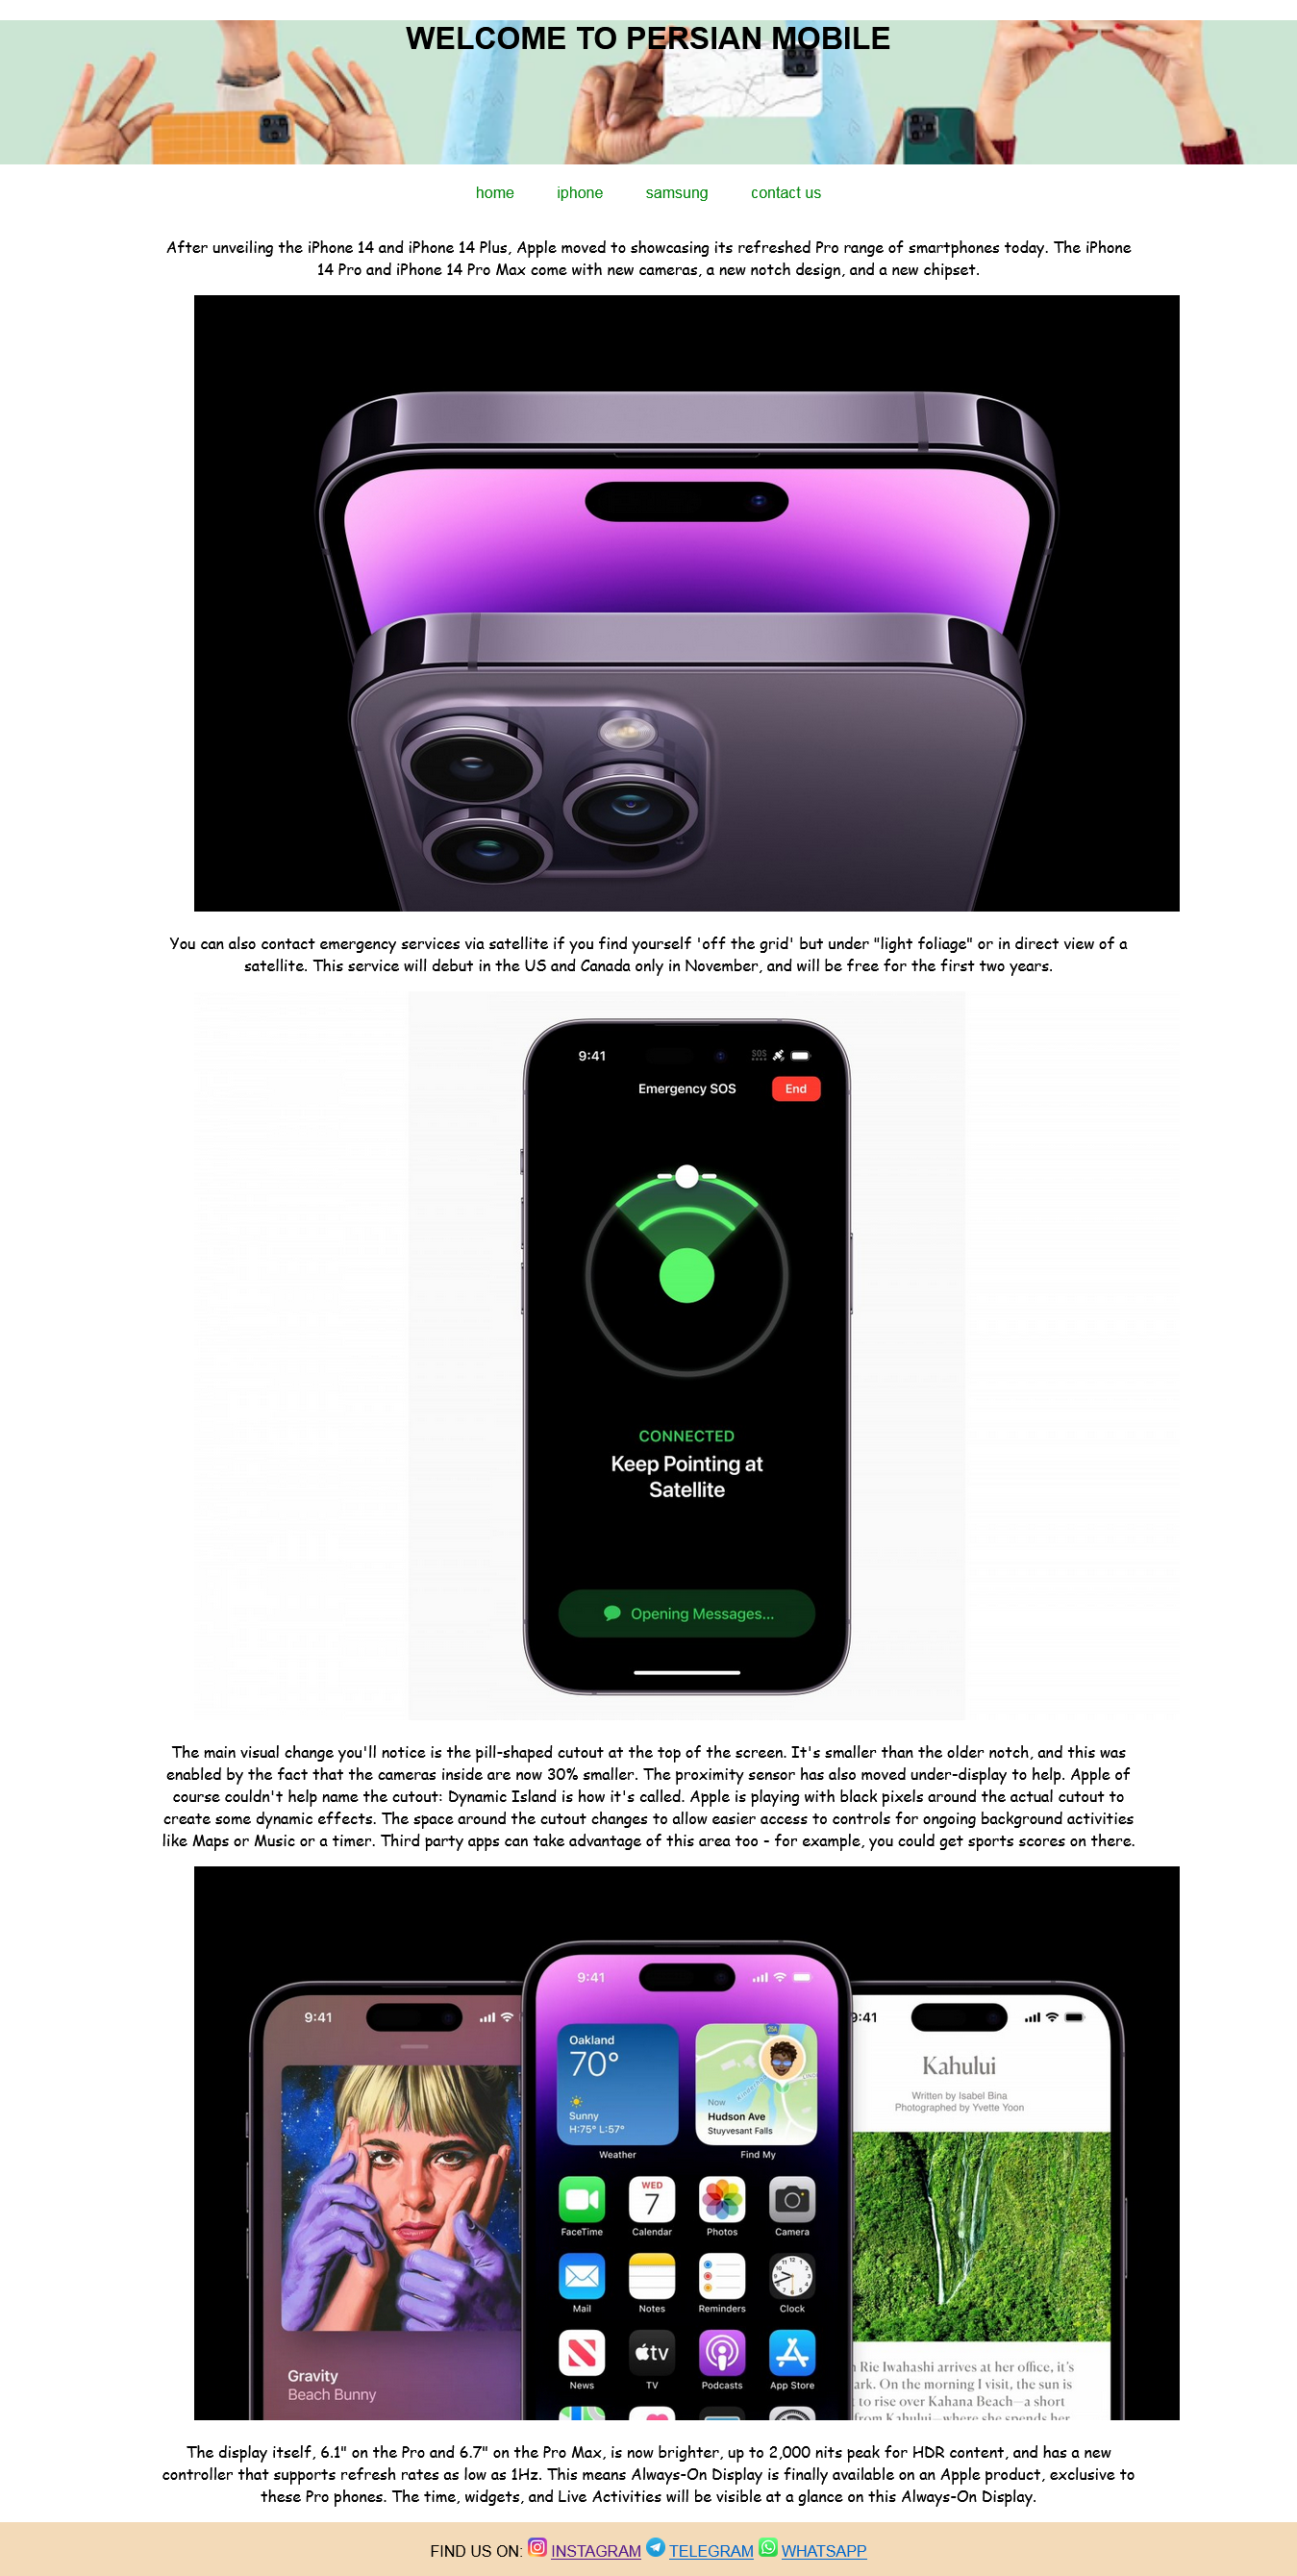 WELCOME TO PERSIAN MOBILE
home iphone samsung contact us
After unveiling the iPhone 14 and iPhone 14 Plus, Apple moved to showcasing its refreshed Pro range of smartphones today. The iPhone
14 Pro and iPhone 14 Pro Max come with new cameras, a new notch design, and a new chipset.
You can also contact emergency services via satellite if you find yourself 'off the grid' but under "light foliage" or in direct view of a
satellite. This service will debut in the US and Canada only in November, and will be free for the first two years.
9:41 SOS
Emergency SOS End
CONNECTED
Keep Pointing at
Satellite
Opening Messages...
The main visual change you'll notice is the pill-shaped cutout at the top of the screen. It's smaller than the older notch, and this was
enabled by the fact that the cameras inside are now 30% smaller. The proximity sensor has also moved under-display to help. Apple of
course couldn't help name the cutout: Dynamic Island is how it's called. Apple is playing with black pixels around the actual cutout to
create some dynamic effects. The space around the cutout changes to allow easier access to controls for ongoing background activities
like Maps or Music or a timer. Third party apps can take advantage of this area too - for example, you could get sports scores on there.
9:41
Gravity
Beach Bunny
9:41
Oakland
70°
Sunny
H:75° L:57°
Weather
25A
Now
Hudson Ave
Stuyvesant Falls
Find My
WED
7
FaceTime Calendar Photos Camera
Mail Notes Reminders Clock
tv
News TV Podcasts App Store
9:41
Kahului
Written by Isabel Bina
Photographed by Yvette Yoon
Rie Iwahashi arrives at her office, it's
ark. On the morning I visit, the sun is
to rise over Kahana Beach—a short
from Kahului—where she spends her
The display itself, 6.1" on the Pro and 6.7" on the Pro Max, is now brighter, up to 2,000 nits peak for HDR content, and has a new
controller that supports refresh rates as low as 1Hz. This means Always-On Display is finally available on an Apple product, exclusive to
these Pro phones. The time, widgets, and Live Activities will be visible at a glance on this Always-On Display.
FIND US ON: INSTAGRAM TELEGRAM WHATSAPP